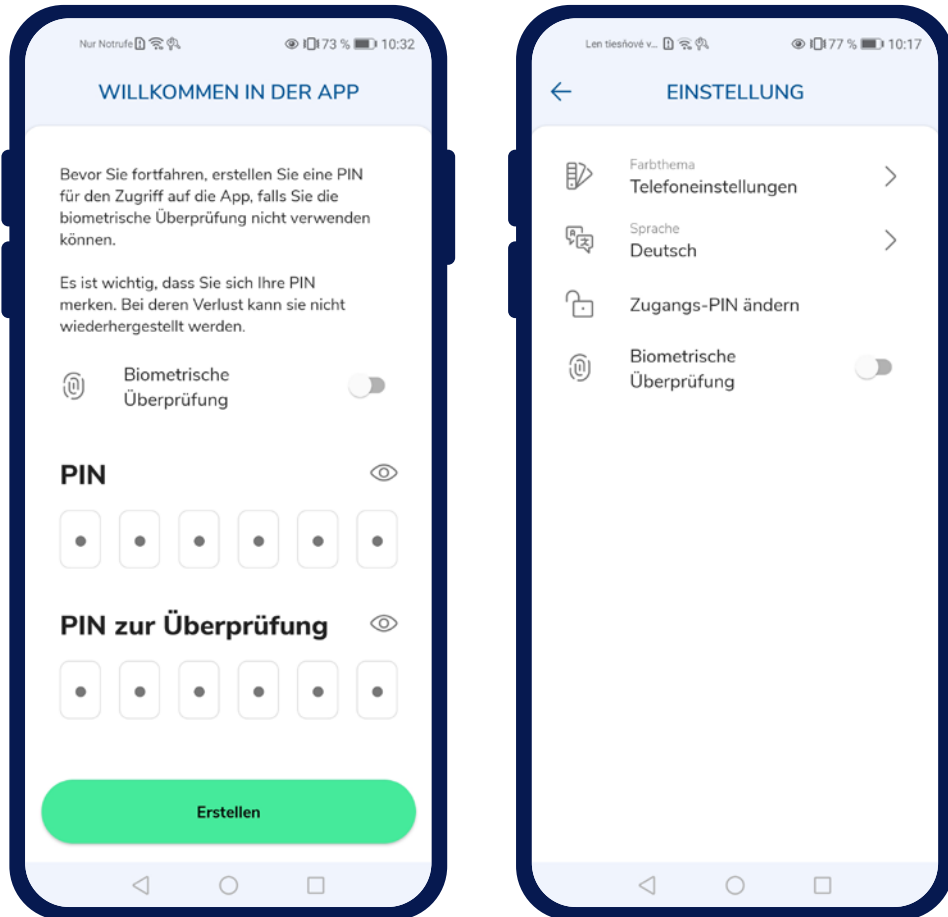 Nur Notrufe 73 % 10:32
WILLKOMMEN IN DER APP
Bevor Sie fortfahren, erstellen Sie eine PIN
für den Zugriff auf die App, falls Sie die
biometrische Überprüfung nicht verwenden
können.
Es ist wichtig, dass Sie sich Ihre PIN
merken. Bei deren Verlust kann sie nicht
wiederhergestellt werden.
Biometrische
Überprüfung
PIN
PIN zur Überprüfung
Erstellen
Len tiesňové v... 77 % 10:17
EINSTELLUNG
Farbthema
Telefoneinstellungen
Sprache
Deutsch
Zugangs-PIN ändern
Biometrische
Überprüfung